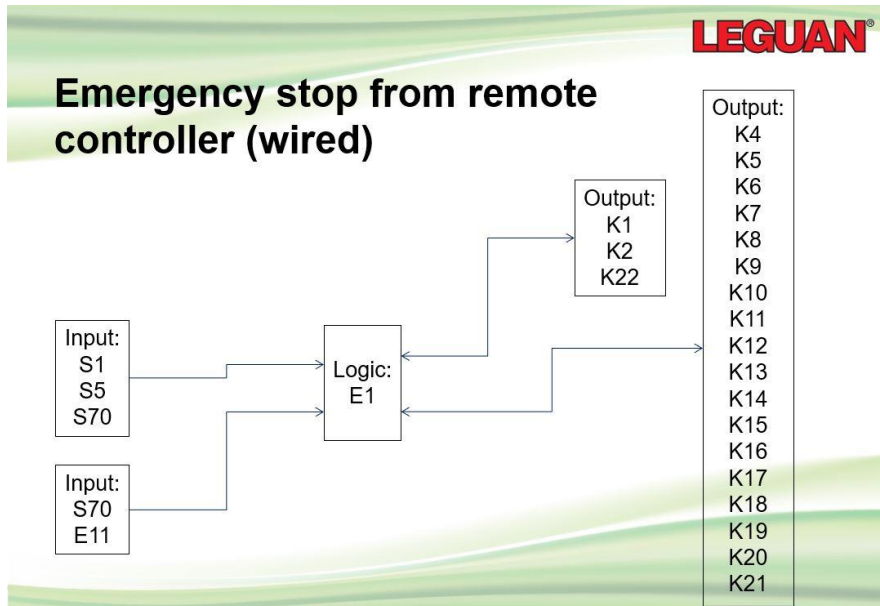 LEGUAN®
Emergency stop from remote
controller (wired)
Input:
S1
S5
S70
Input:
S70
E11
Logic:
E1
Output:
K1
K2
K22
Output:
K4
K5
K6
K7
K8
K9
K10
K11
K12
K13
K14
K15
K16
K17
K18
K19
K20
K21